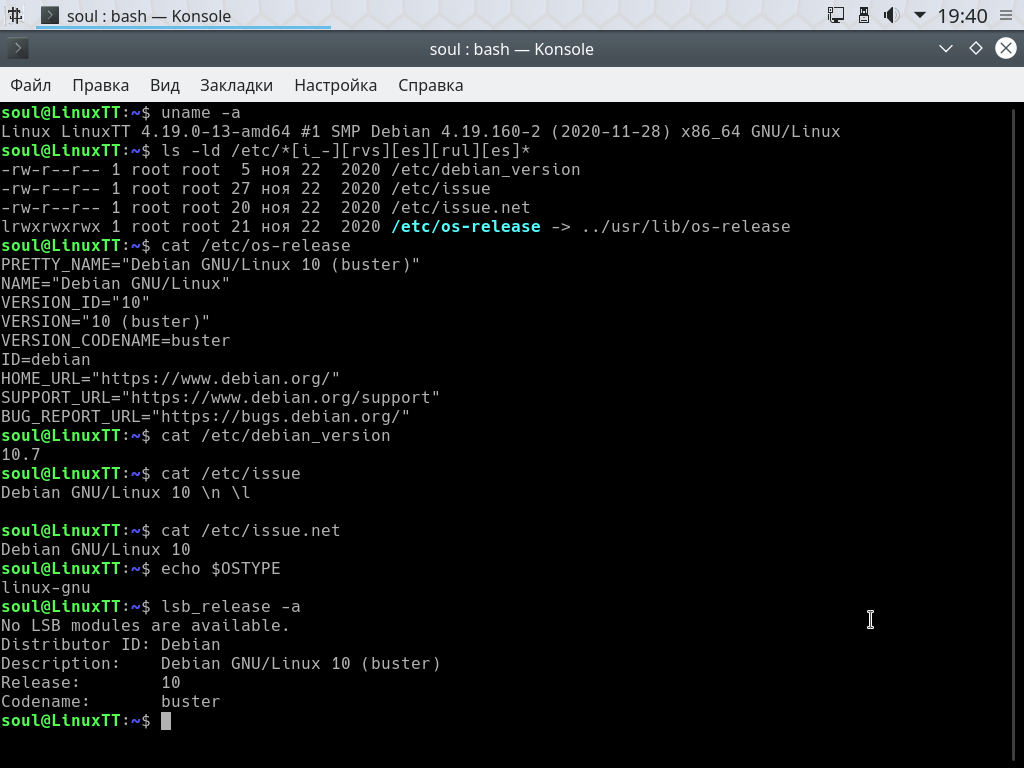 soul : bash — Konsole
19:40
soul : bash — Konsole
Файл Правка Вид Закладки Настройка Справка
soul@LinuxTT:~$ uname -a
Linux LinuxTT 4.19.0-13-amd64 #1 SMP Debian 4.19.160-2 (2020-11-28) x86_64 GNU/Linux
soul@LinuxTT:~$ ls -ld /etc/*[i_-][rvs][es][rul][es]*
-rw-r--r-- 1 root root  5 ноя 22  2020 /etc/debian_version
-rw-r--r-- 1 root root 27 ноя 22  2020 /etc/issue
-rw-r--r-- 1 root root 20 ноя 22  2020 /etc/issue.net
lrwxrwxrwx 1 root root 21 ноя 22  2020 /etc/os-release -> ../usr/lib/os-release
soul@LinuxTT:~$ cat /etc/os-release
PRETTY_NAME="Debian GNU/Linux 10 (buster)"
NAME="Debian GNU/Linux"
VERSION_ID="10"
VERSION="10 (buster)"
VERSION_CODENAME=buster
ID=debian
HOME_URL="https://www.debian.org/"
SUPPORT_URL="https://www.debian.org/support"
BUG_REPORT_URL="https://bugs.debian.org/"
soul@LinuxTT:~$ cat /etc/debian_version
10.7
soul@LinuxTT:~$ cat /etc/issue
Debian GNU/Linux 10 \n \l
soul@LinuxTT:~$ cat /etc/issue.net
Debian GNU/Linux 10
soul@LinuxTT:~$ echo $OSTYPE
linux-gnu
soul@LinuxTT:~$ lsb_release -a
No LSB modules are available.
Distributor ID: Debian
Description:    Debian GNU/Linux 10 (buster)
Release:        10
Codename:       buster
soul@LinuxTT:~$